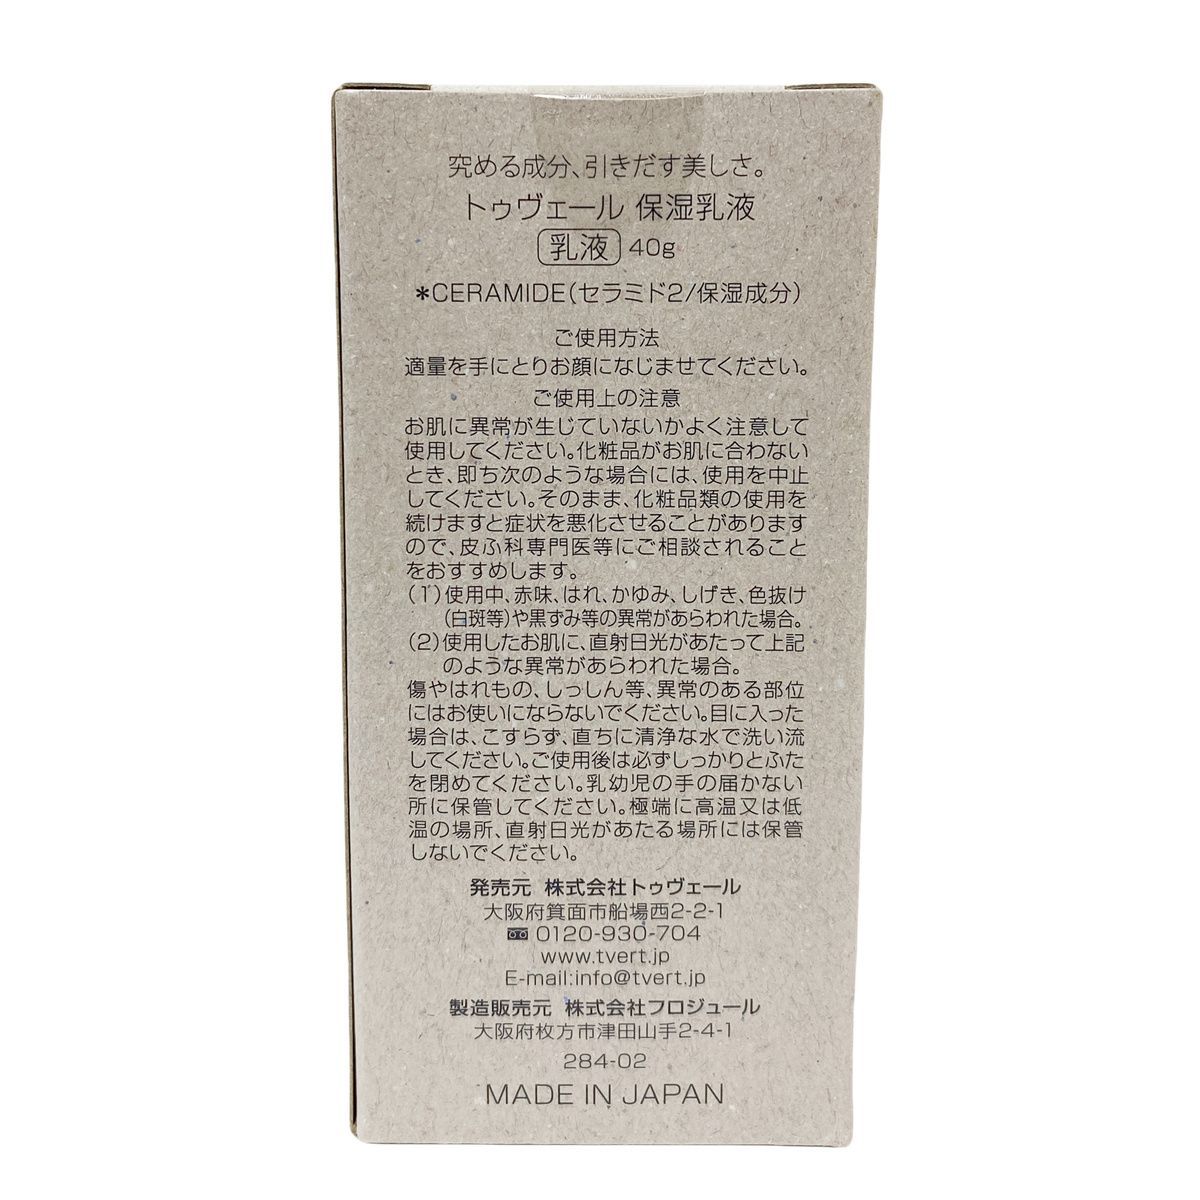 究める成分、引きだす美しさ。
トゥヴェール 保湿乳液
乳液 40g
*CERAMIDE(セラミド2/保湿成分)
ご使用方法
適量を手にとりお顔になじませてください。
ご使用上の注意
お肌に異常が生じていないかよく注意して
使用してください。化粧品がお肌に合わない
とき、即ち次のような場合には、使用を中止
してください。そのまま、化粧品類の使用を
続けますと症状を悪化させることがあります
ので、皮ふ科専門医等にご相談されること
をおすすめします。
(1)使用中、赤味、はれ、かゆみ、しげき、色抜け
(白斑等)や黒ずみ等の異常があらわれた場合。
(2)使用したお肌に、直射日光があたって上記
のような異常があらわれた場合。
傷やはれもの、しっしん等、異常のある部位
にはお使いにならないでください。目に入った
場合は、こすらず、直ちに清浄な水で洗い流
してください。ご使用後は必ずしっかりとふた
を閉めてください。乳幼児の手の届かない
所に保管してください。極端に高温又は低
温の場所、直射日光があたる場所には保管
しないでください。
発売元 株式会社トゥヴェール
大阪府箕面市船場西2-2-1
0120-930-704
www.tvert.jp
E-mail:info@tvert.jp
製造販売元 株式会社フロジュール
大阪府枚方市津田山手2-4-1
284-02
MADE IN JAPAN